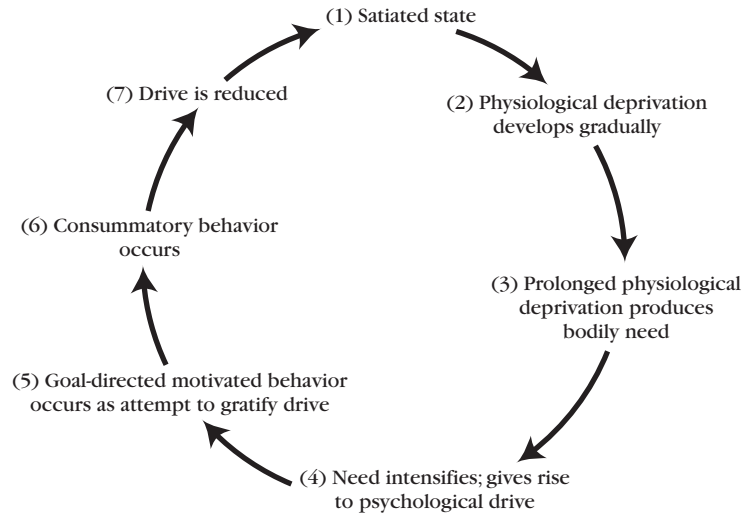 (1) Satiated state
(2) Physiological deprivation
develops gradually
(3) Prolonged physiological
deprivation produces
bodily need
(4) Need intensifies; gives rise
to psychological drive
(5) Goal-directed motivated behavior
occurs as attempt to gratify drive
(6) Consummatory behavior
occurs
(7) Drive is reduced